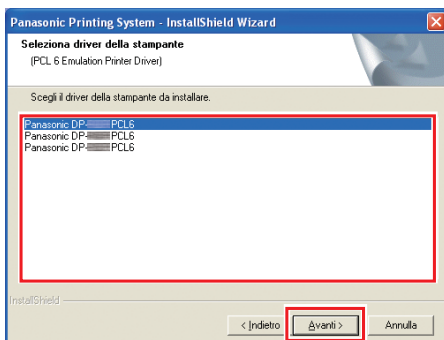 Panasonic Printing System - InstallShield Wizard
Seleziona driver della stampante
(PCL 6 Emulation Printer Driver)
Scegli il driver della stampante da installare.
Panasonic DP- PCL6
Panasonic DP- PCL6
Panasonic DP- PCL6
InstallShield
< Indietro Avanti > Annulla